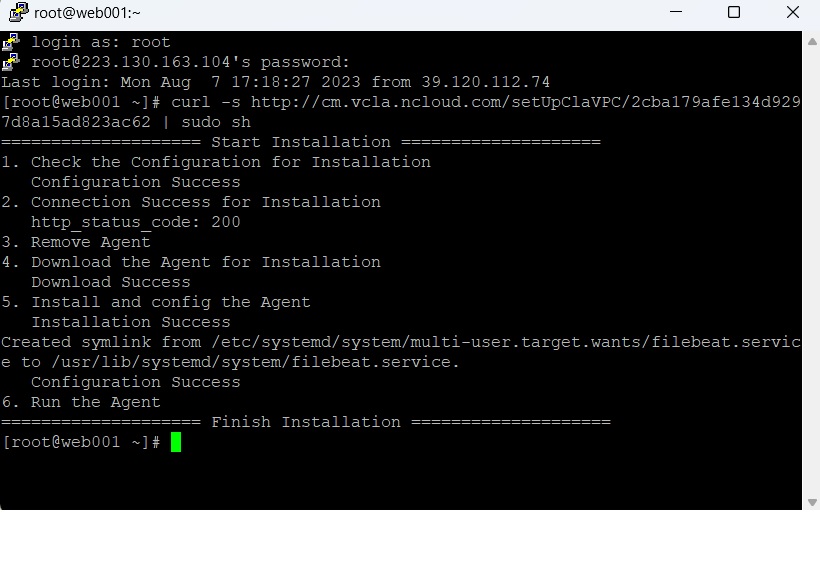 root@web001:~
login as: root
root@223.130.163.104's password:
Last login: Mon Aug  7 17:18:27 2023 from 39.120.112.74
[root@web001 ~]# curl -s http://cm.vcla.ncloud.com/setUpClaVPC/2cba179afe134d929
7d8a15ad823ac62 | sudo sh
==================== Start Installation ====================
1. Check the Configuration for Installation
   Configuration Success
2. Connection Success for Installation
   http_status_code: 200
3. Remove Agent
4. Download the Agent for Installation
   Download Success
5. Install and config the Agent
   Installation Success
Created symlink from /etc/systemd/system/multi-user.target.wants/filebeat.servic
e to /usr/lib/systemd/system/filebeat.service.
   Configuration Success
6. Run the Agent
==================== Finish Installation ====================
[root@web001 ~]#